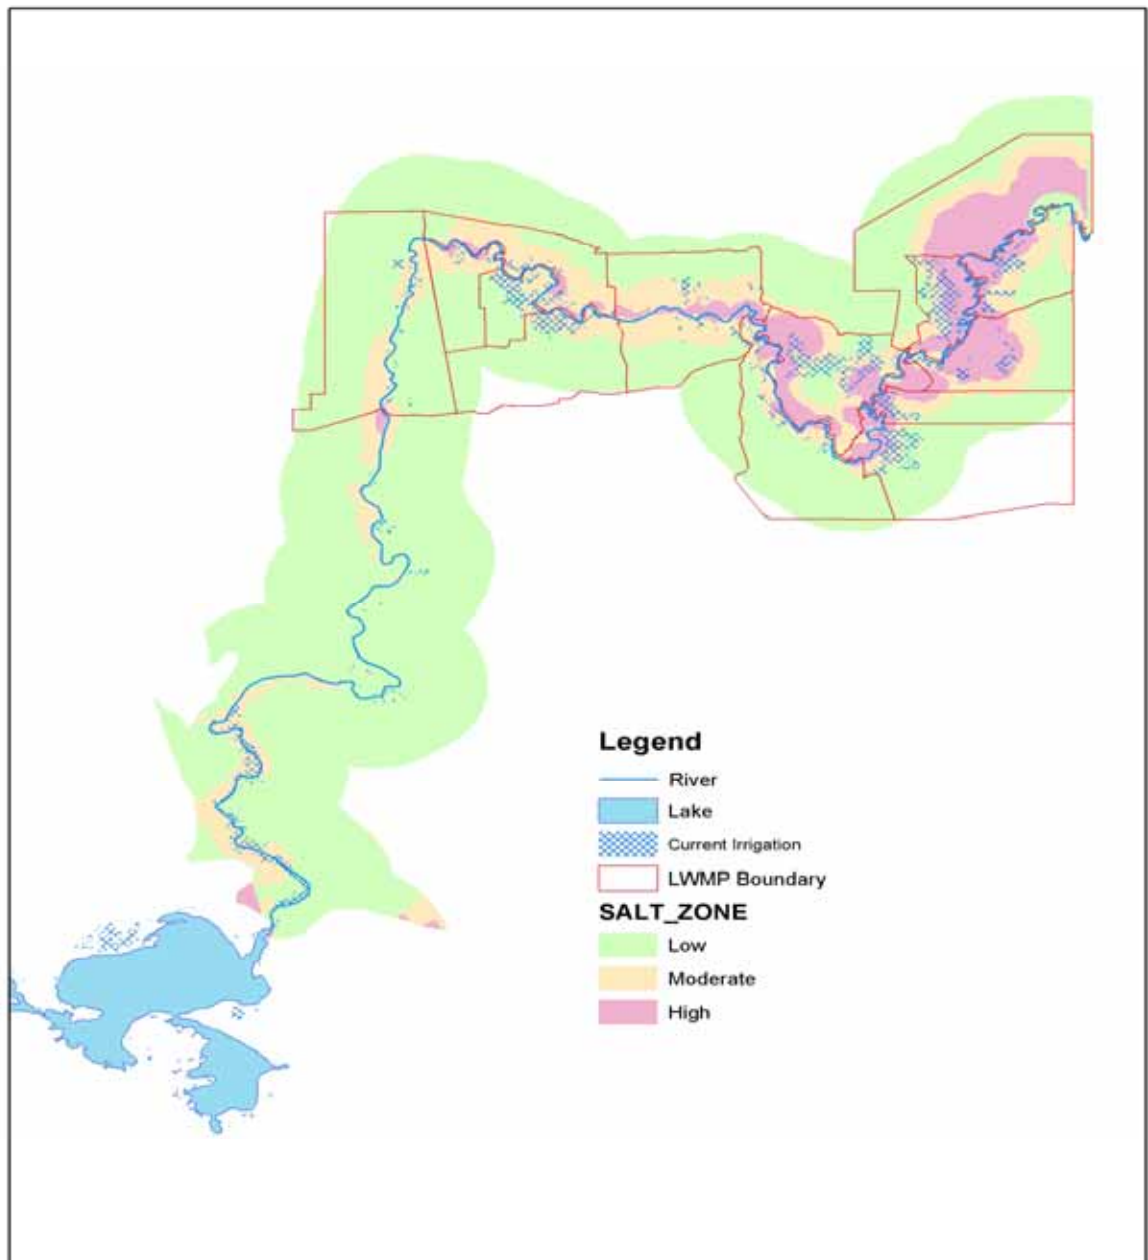 Legend
River
Lake
Current Irrigation
LWMP Boundary
SALT_ZONE
Low
Moderate
High